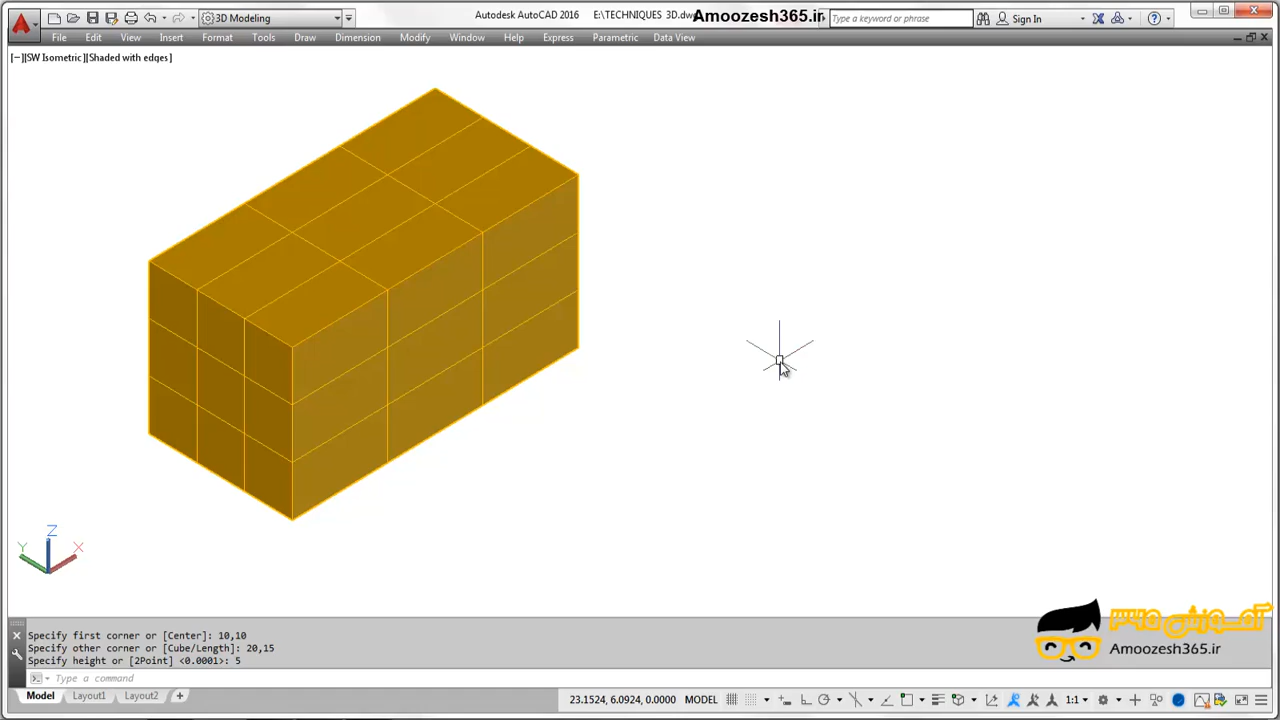 3D Modeling
Autodesk AutoCAD 2016 E:\TECHNIQUES 3D.dw
Amoozesh365.ir
Type a keyword or phrase
Sign In
File Edit View Insert Format Tools Draw Dimension Modify Window Help Express Parametric Data View
[−][SW Isometric][Shaded with edges]
Z
Y X
Specify first corner or [Center]: 10,10
Specify other corner or [Cube/Length]: 20,15
Specify height or [2Point] <0.0001>: 5
Type a command
آموزش ۳۶۵
Amoozesh365.ir
Model Layout1 Layout2 +
23.1524, 6.0924, 0.0000 MODEL 1:1